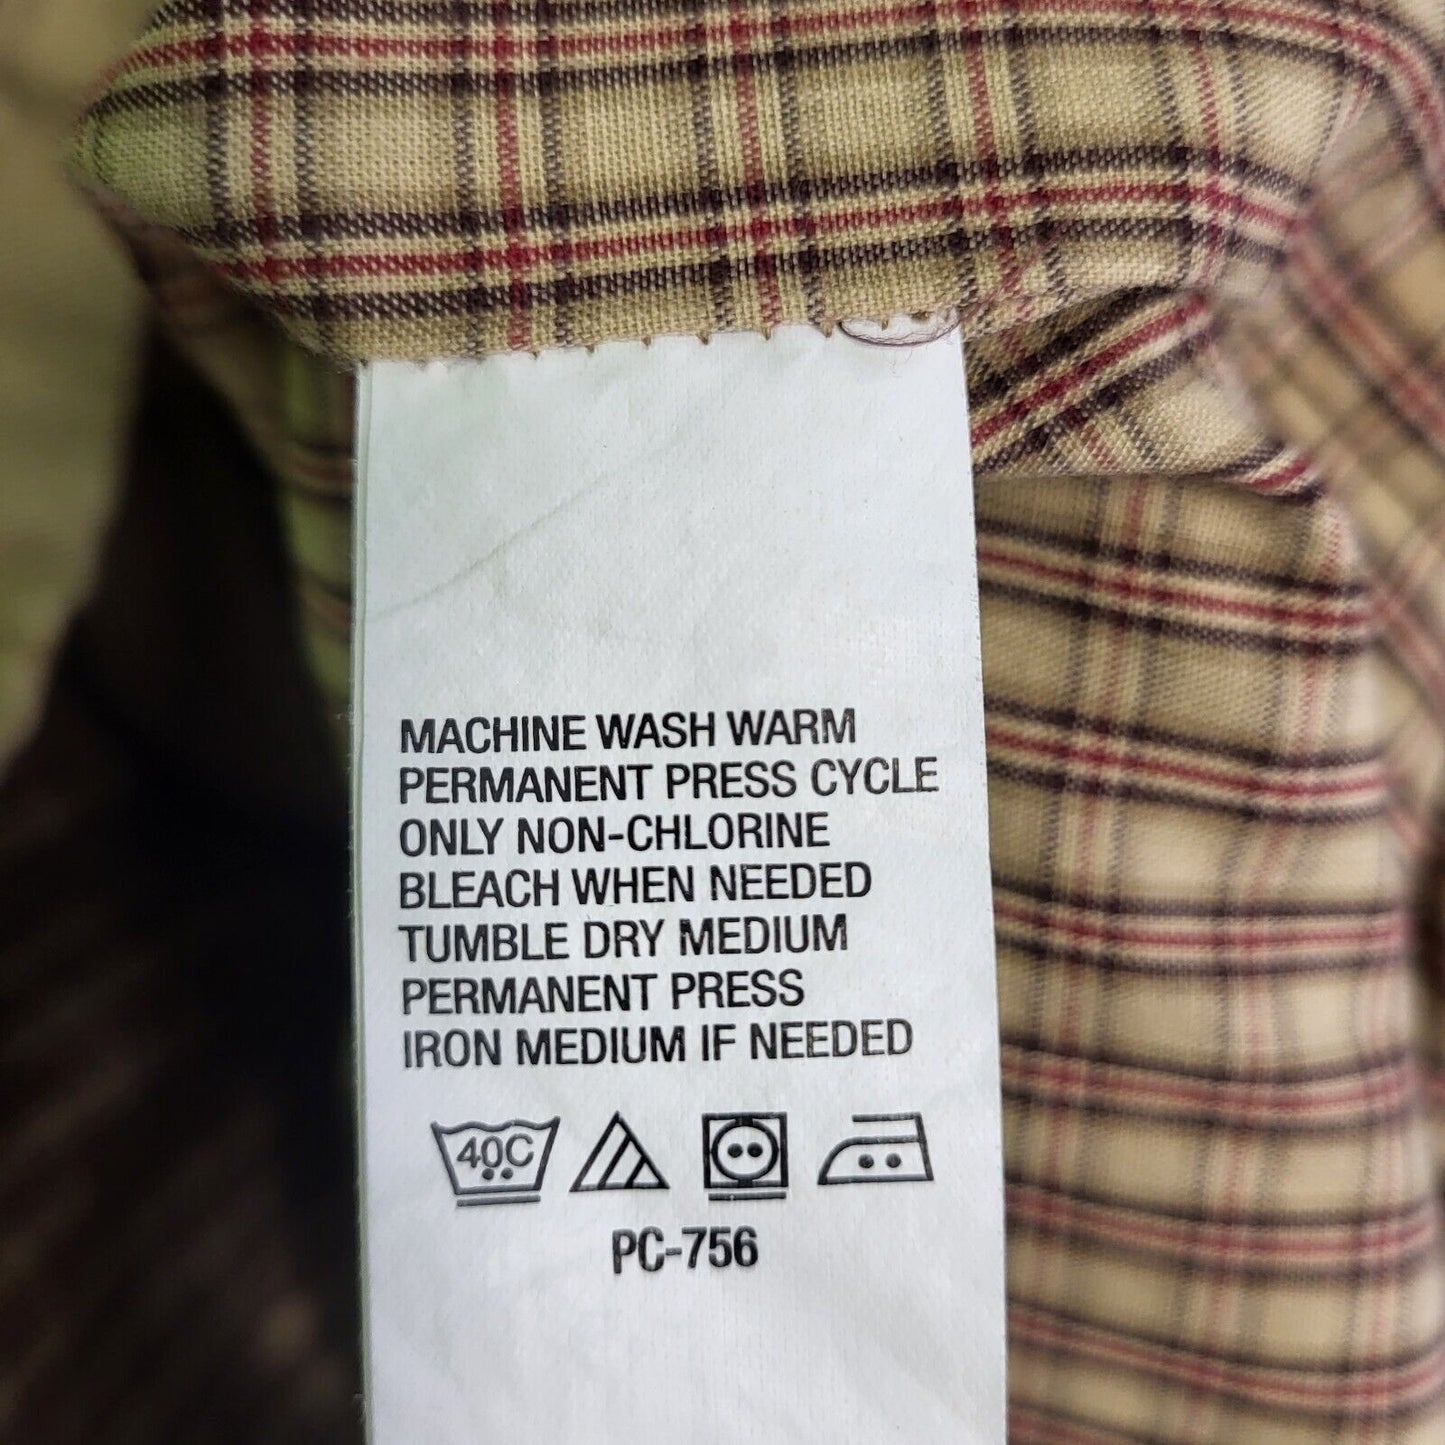 MACHINE WASH WARM
PERMANENT PRESS CYCLE
ONLY NON-CHLORINE
BLEACH WHEN NEEDED
TUMBLE DRY MEDIUM
PERMANENT PRESS
IRON MEDIUM IF NEEDED
40C
PC-756